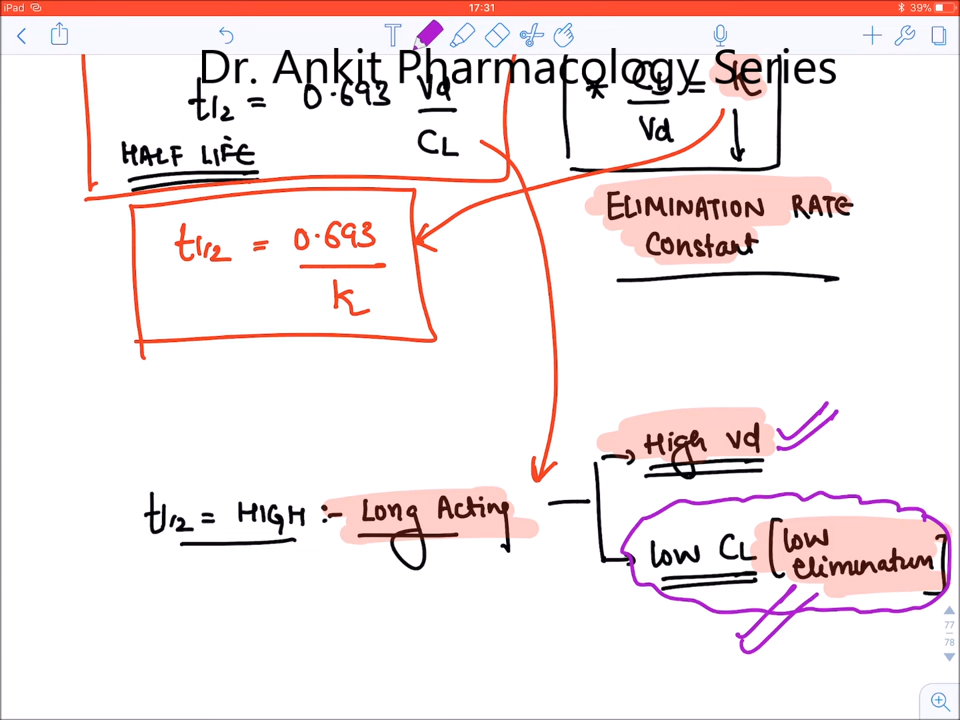 iPad 17:31 39%
Dr. Ankit Pharmacology Series
t1/2 = 0.693 Vd
CL
HALF LIFE
* CL = K
Vd
ELIMINATION RATE
Constant
t1/2 = 0.693
k
High Vd
t1/2 = HIGH :- Long Acting
low CL [low
elimination]
77
78